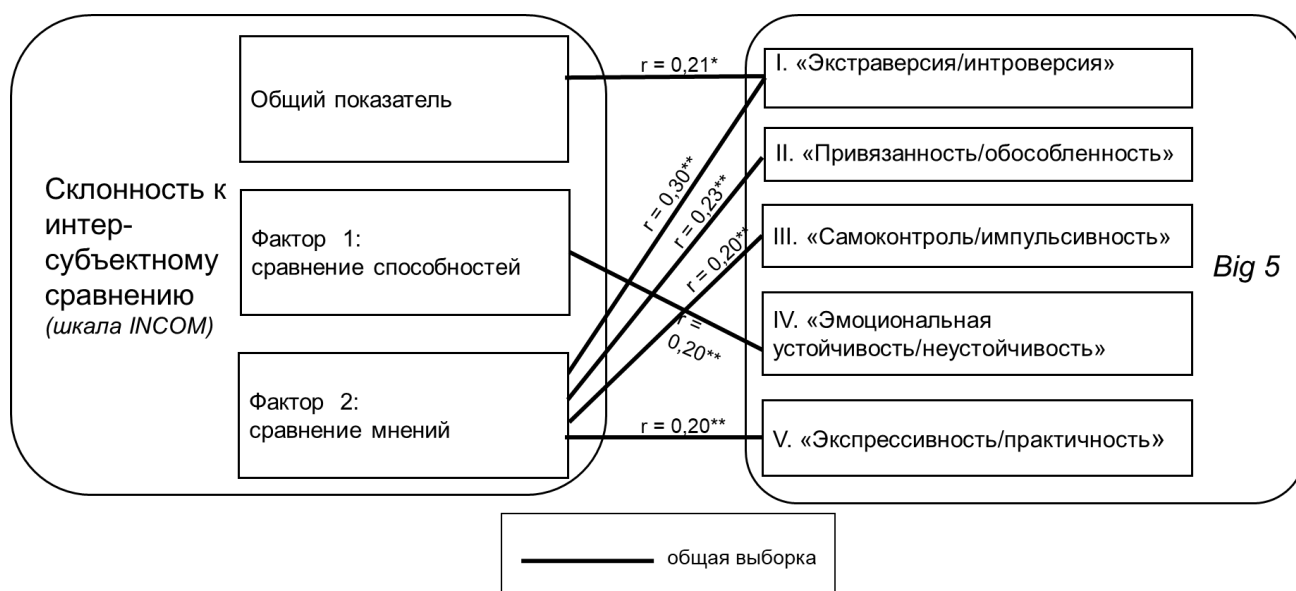 Склонность к
интер-
субъектному
сравнению
(шкала INCOM)
Общий показатель
Фактор 1:
сравнение способностей
Фактор 2:
сравнение мнений
r = 0,21*
r = 0,30**
r = 0,23**
r = 0,20**
r =
0,20**
r = 0,20**
I. «Экстраверсия/интроверсия»
II. «Привязанность/обособленность»
III. «Самоконтроль/импульсивность»
IV. «Эмоциональная
устойчивость/неустойчивость»
V. «Экспрессивность/практичность»
Big 5
общая выборка